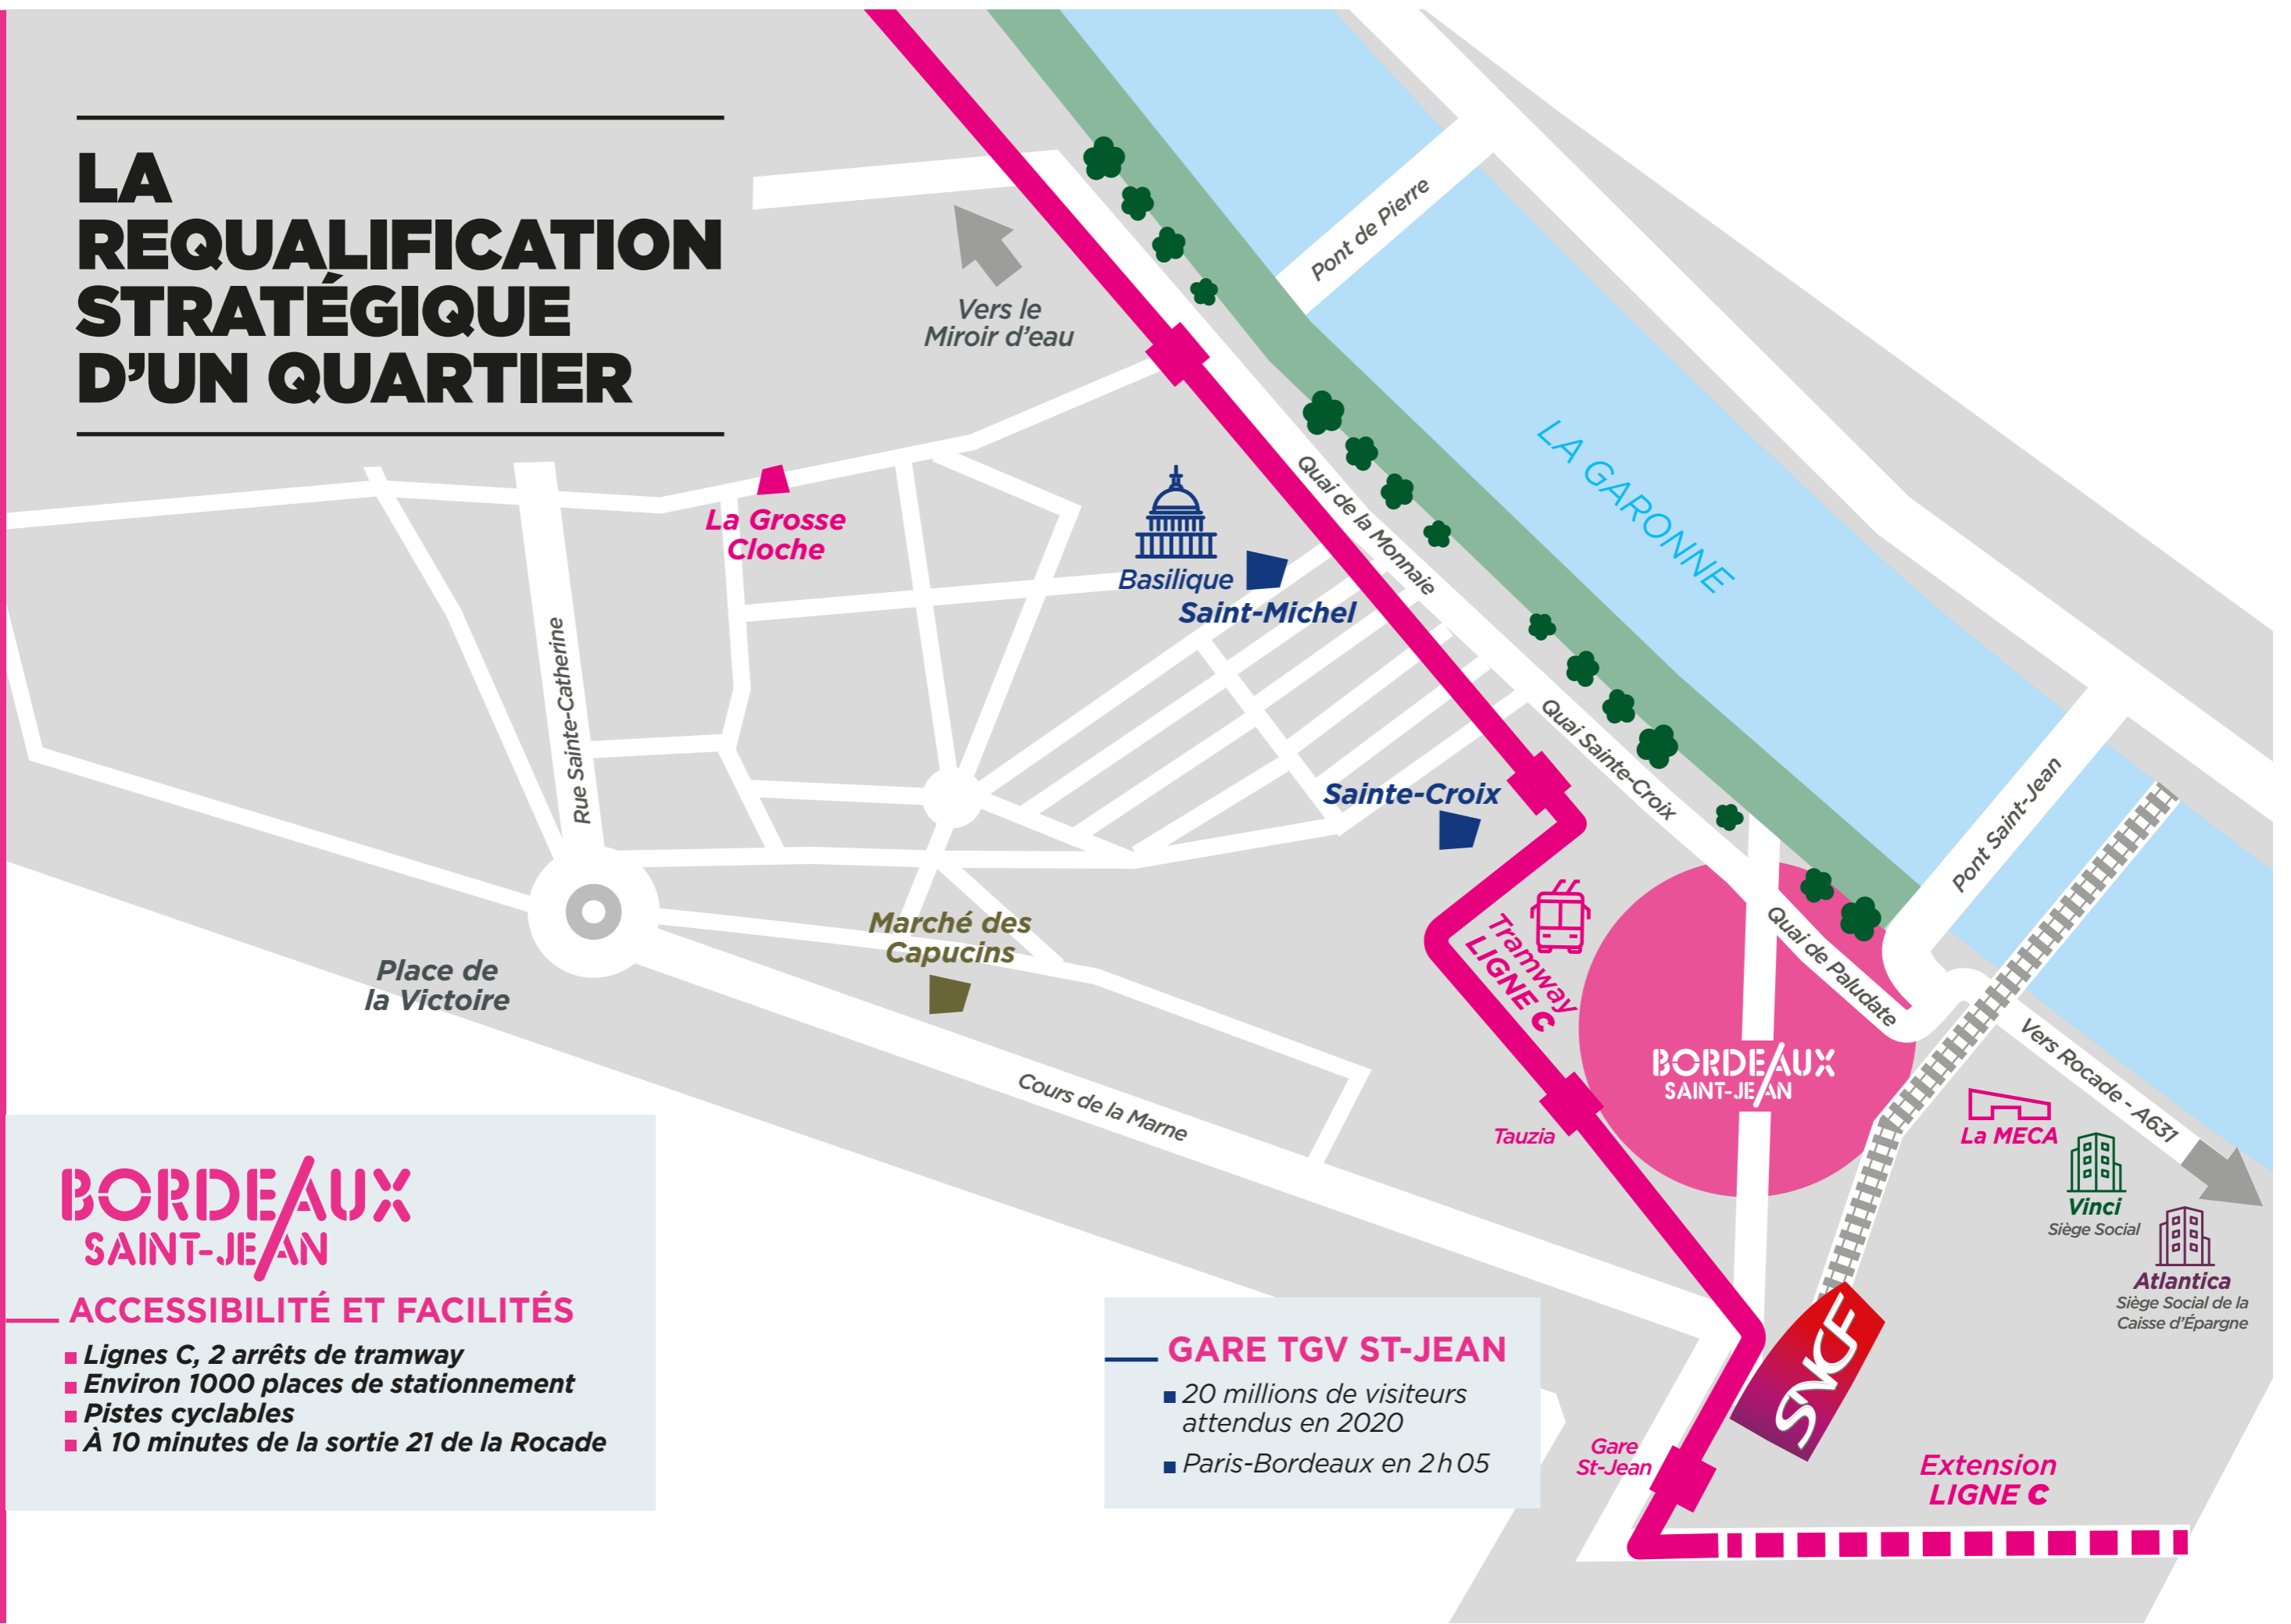 LA
REQUALIFICATION
STRATÉGIQUE
D’UN QUARTIER
Vers le
Miroir d’eau
Pont de Pierre
LA GARONNE
Quai de la Monnaie
La Grosse
Cloche
Basilique
Saint-Michel
Rue Sainte-Catherine
Quai Sainte-Croix
Sainte-Croix
Pont Saint-Jean
Marché des
Capucins
Place de
la Victoire
Tramway
LIGNE C
Quai de Paludate
BORDEAUX
SAINT-JEAN
Vers Rocade - A631
Cours de la Marne
Tauzia
La MECA
Vinci
Siège Social
Atlantica
Siège Social de la
Caisse d’Épargne
SNCF
BORDEAUX
SAINT-JEAN
ACCESSIBILITÉ ET FACILITÉS
Lignes C, 2 arrêts de tramway
Environ 1000 places de stationnement
Pistes cyclables
À 10 minutes de la sortie 21 de la Rocade
GARE TGV ST-JEAN
20 millions de visiteurs
attendus en 2020
Paris-Bordeaux en 2h05
Gare
St-Jean
Extension
LIGNE C